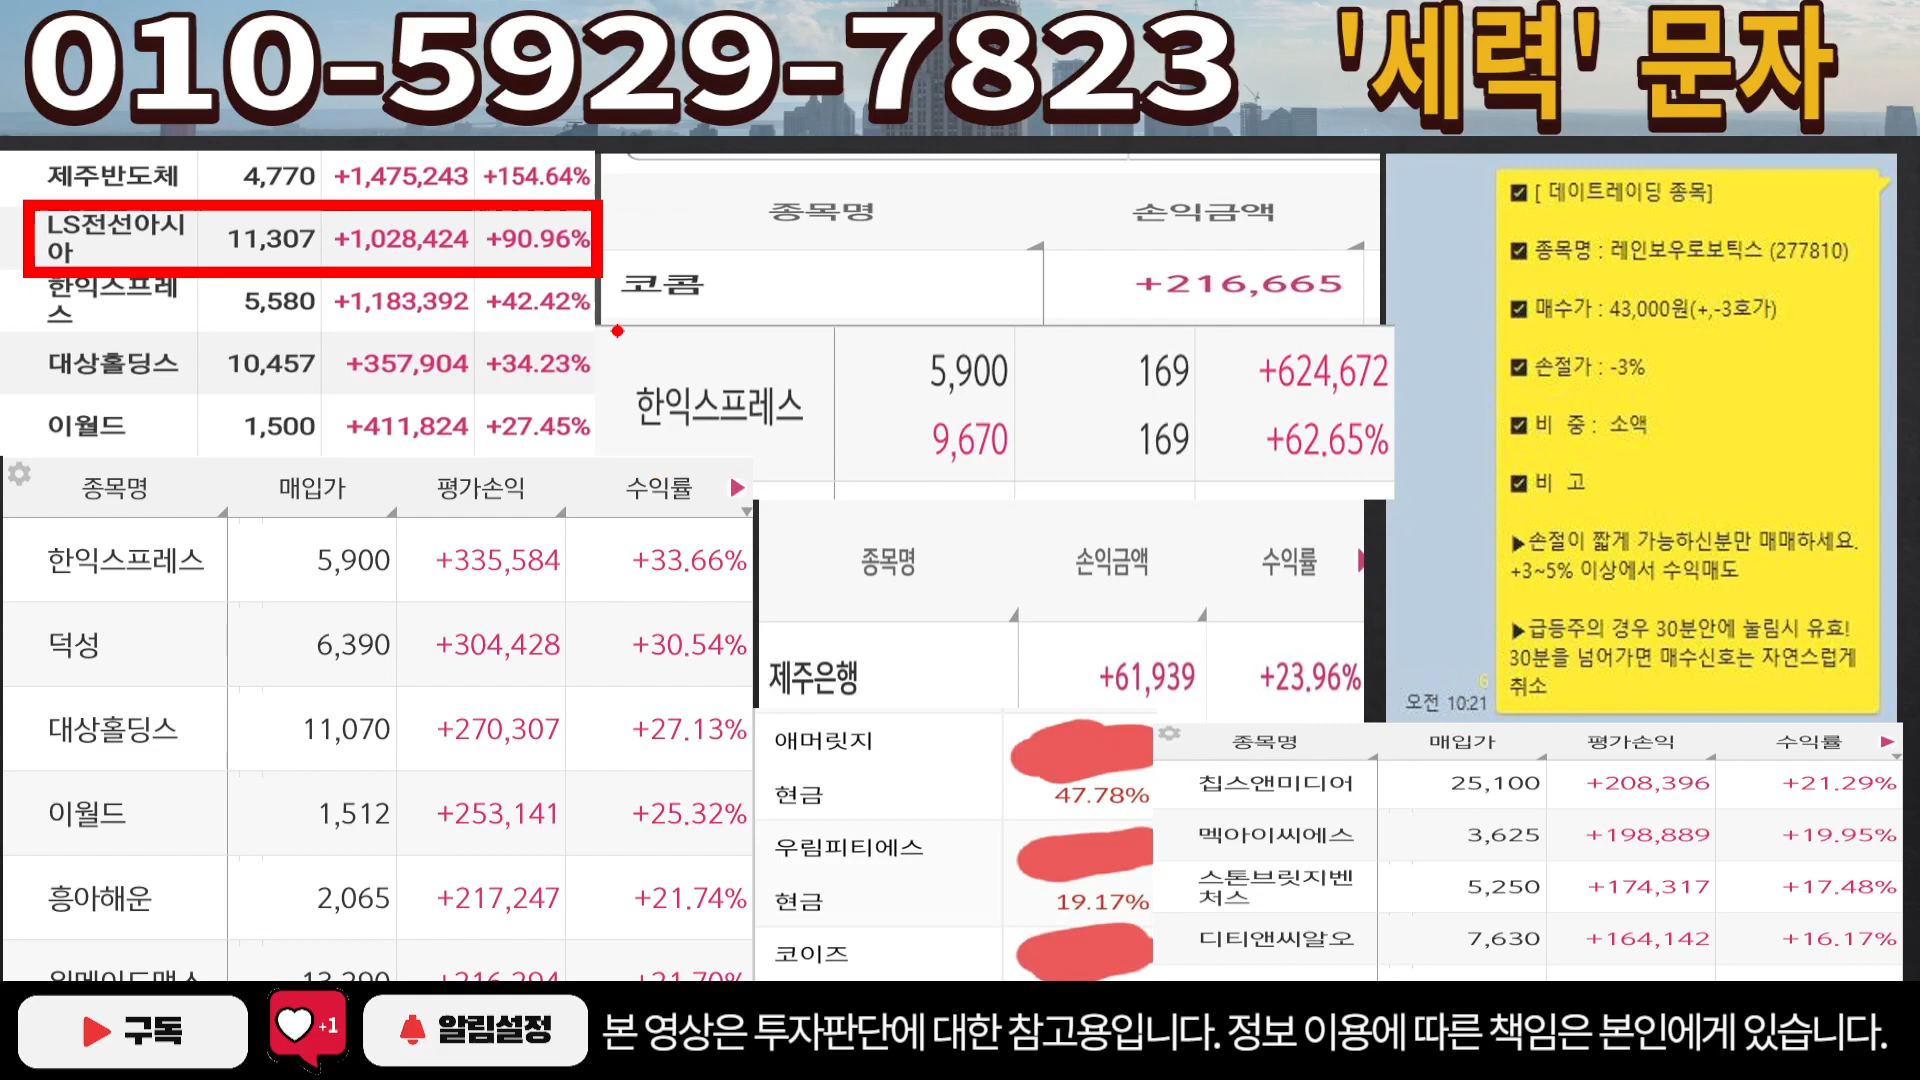 010-5929-7823 '세력' 문자
제주반도체 4,770 +1,475,243 +154.64%
LS전선아시아 11,307 +1,028,424 +90.96%
한익스프레스 5,580 +1,183,392 +42.42%
대상홀딩스 10,457 +357,904 +34.23%
이월드 1,500 +411,824 +27.45%
종목명 손익금액
코콤 +216,665
한익스프레스 5,900 169 +624,672
9,670 169 +62.65%
☑ [ 데이트레이딩 종목]
☑ 종목명 : 레인보우로보틱스 (277810)
☑ 매수가 : 43,000원(+,-3호가)
☑ 손절가 : -3%
☑ 비 중 : 소액
☑ 비 고
▶손절이 짧게 가능하신분만 매매하세요.
+3~5% 이상에서 수익매도
▶급등주의 경우 30분안에 눌림시 유효!
30분을 넘어가면 매수신호는 자연스럽게
취소
6
오전 10:21
종목명 매입가 평가손익 수익률
한익스프레스 5,900 +335,584 +33.66%
덕성 6,390 +304,428 +30.54%
대상홀딩스 11,070 +270,307 +27.13%
이월드 1,512 +253,141 +25.32%
흥아해운 2,065 +217,247 +21.74%
종목명 손익금액 수익률
제주은행 +61,939 +23.96%
애머릿지
현금 47.78%
우림피티에스
현금 19.17%
코이즈
종목명 매입가 평가손익 수익률
칩스앤미디어 25,100 +208,396 +21.29%
멕아이씨에스 3,625 +198,889 +19.95%
스톤브릿지벤처스 5,250 +174,317 +17.48%
디티앤씨알오 7,630 +164,142 +16.17%
구독 +1 알림설정 본 영상은 투자판단에 대한 참고용입니다. 정보 이용에 따른 책임은 본인에게 있습니다.